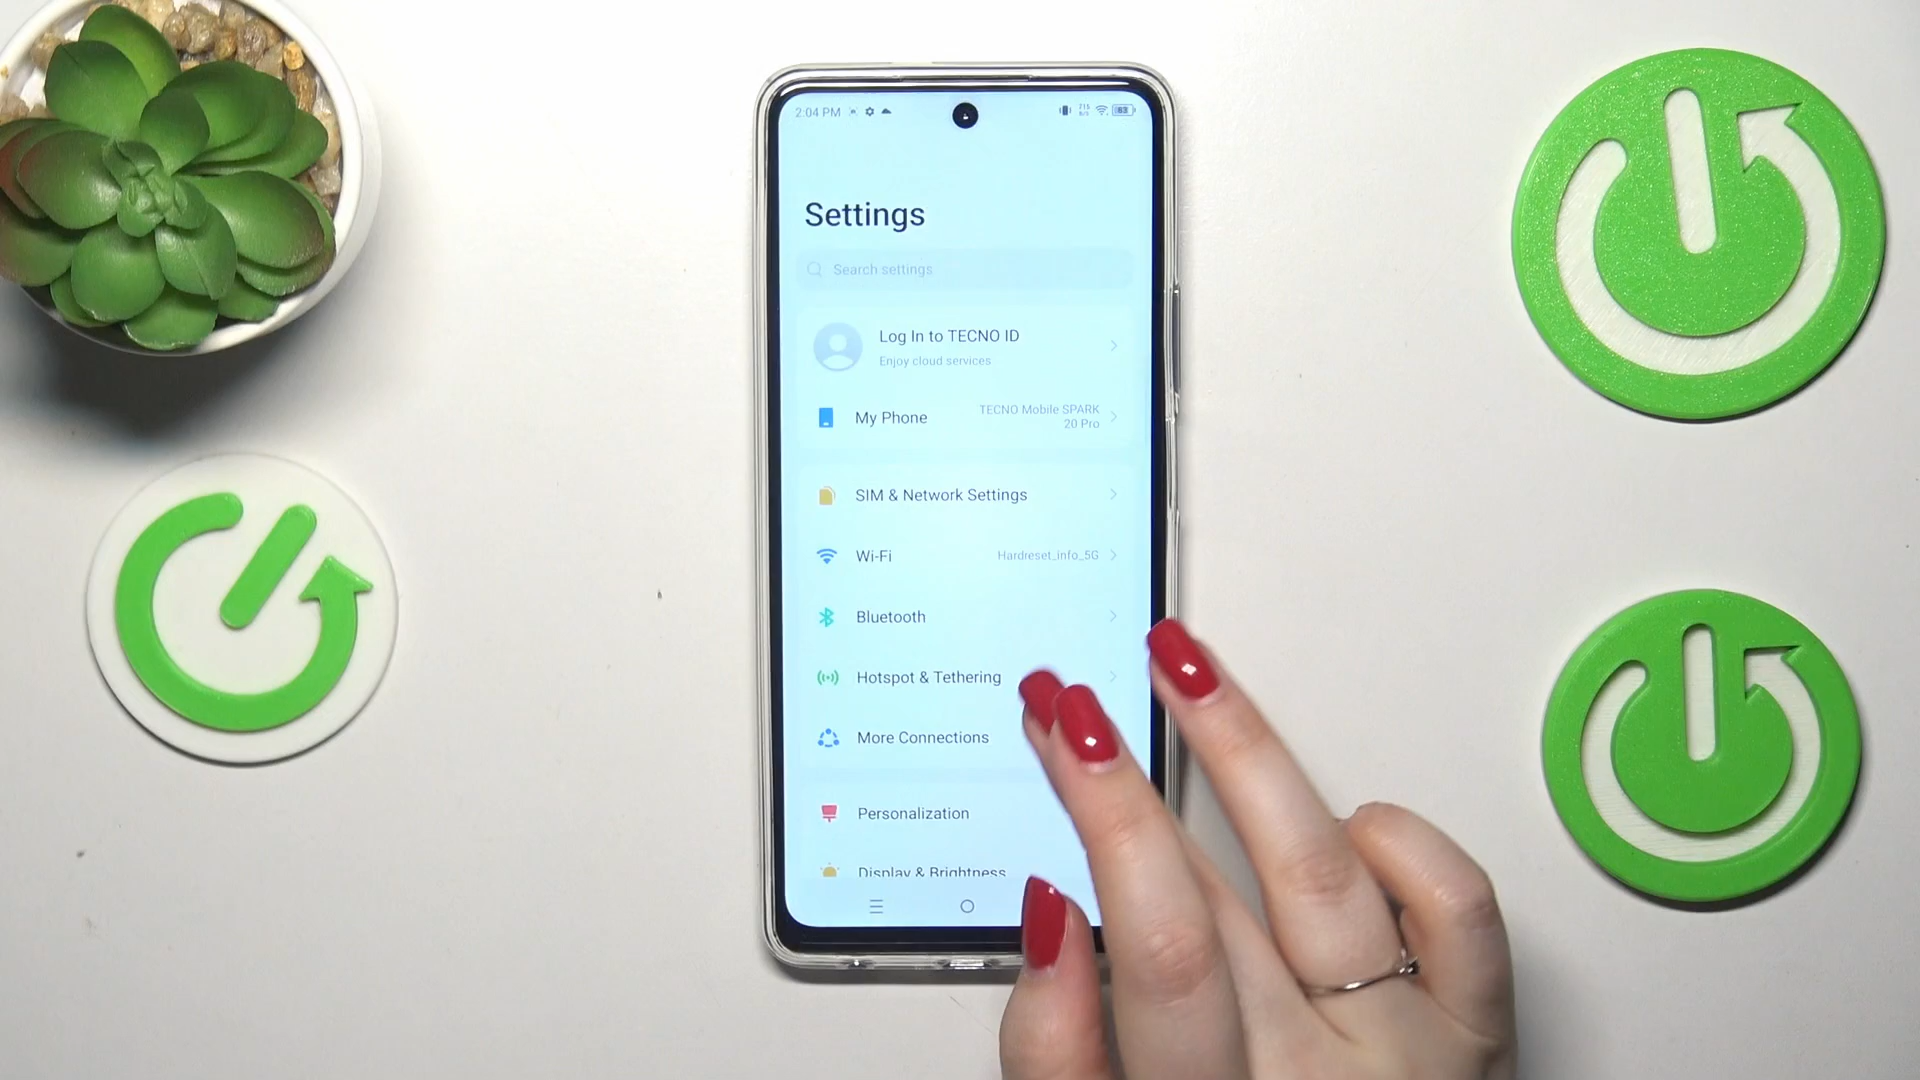 2:04 PM
83
Settings
Search settings
Log In to TECNO ID
Enjoy cloud services
My Phone
TECNO Mobile SPARK
20 Pro
SIM & Network Settings
Wi-Fi
Hardreset_info_5G
Bluetooth
Hotspot & Tethering
More Connections
Personalization
Display & Brightness